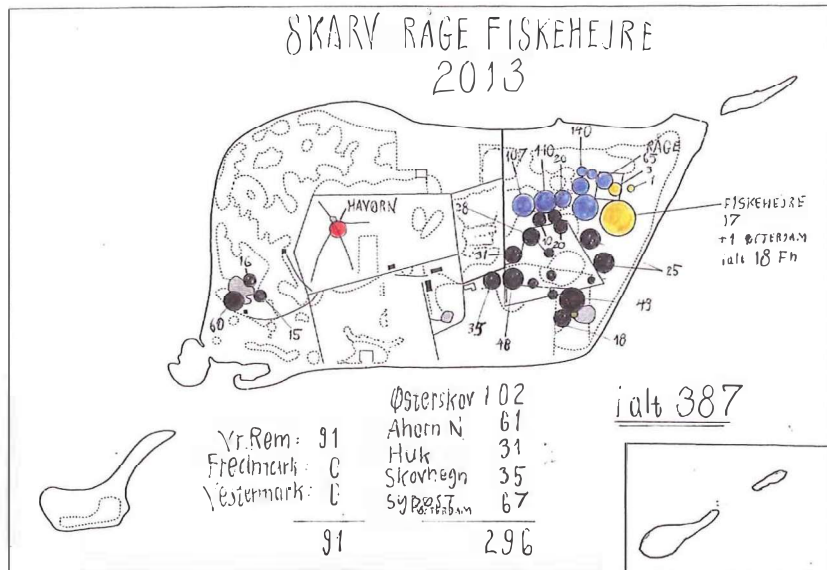 SKARV RÅGE FISKEHEJRE
2013
140
RÅGE
65
3
1
107
110
20
HAVØRN
28
FISKEHEJRE
17
+1 ØSTERDAM
ialt 18 Fh
10
20
31
25
16
5
60
15
35
48
49
18
Østerskov 102
ialt 387
Vr.Rem: 91
Ahorn N 61
Fredmark: 0
Huk 31
Vestermark: 0
Skovhegn 35
SYDØST 67
ØSTERDAM
91
296